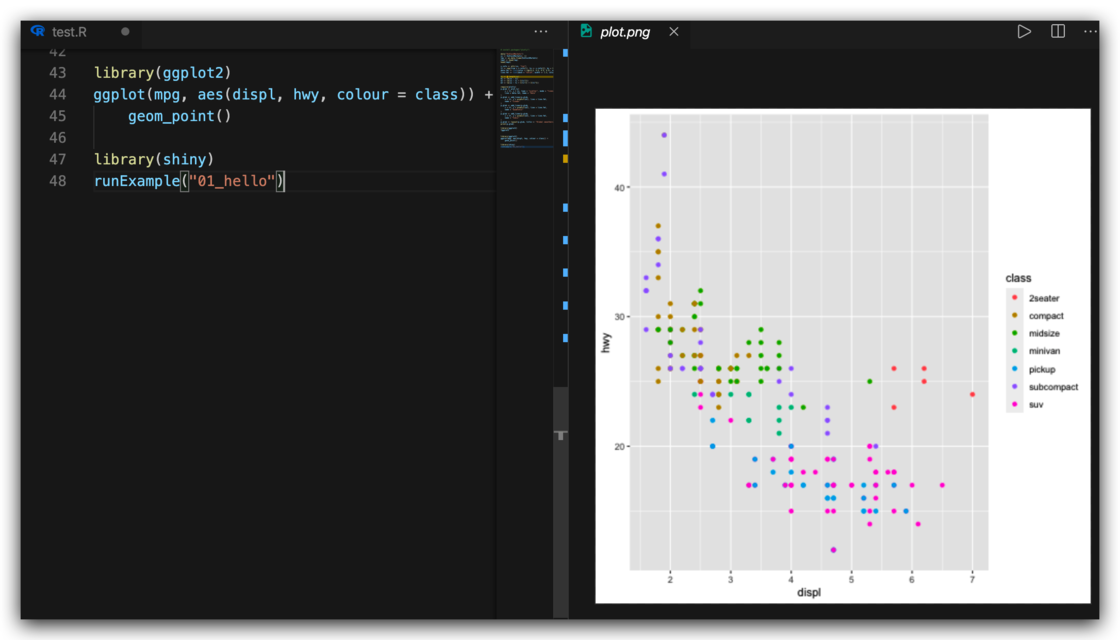 test.R
plot.png
42
43 library(ggplot2)
44 ggplot(mpg, aes(displ, hwy, colour = class)) +
45 geom_point()
46
47 library(shiny)
48 runExample("01_hello")
40
30
20
hwy
2
3
4
5
6
7
displ
class
2seater
compact
midsize
minivan
pickup
subcompact
suv